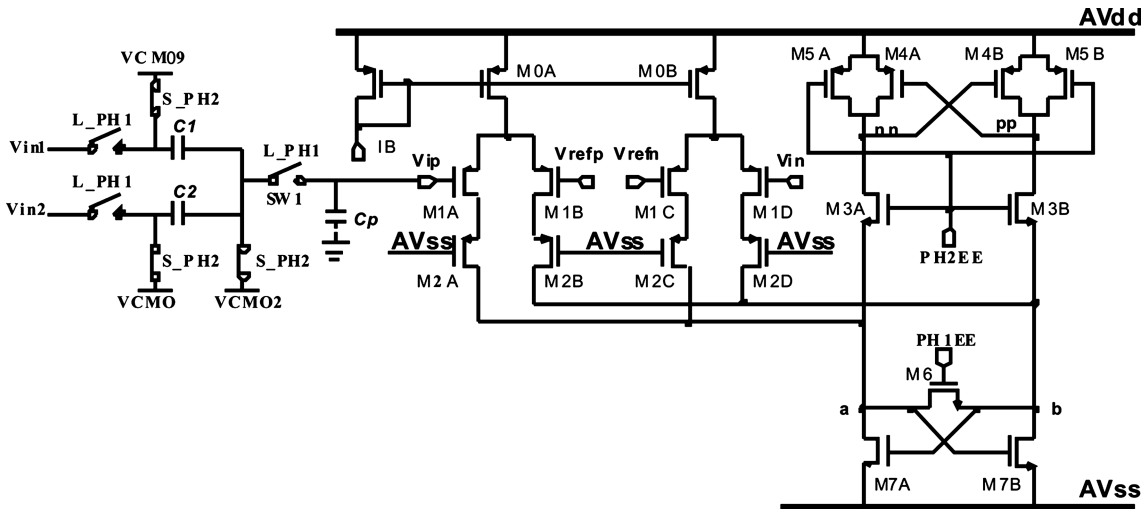 AVdd
VCM09
M5A M4A M4B M5B
M0A M0B
S_PH2
L_PH1 C1
Vin1
IB
nn pp
L_PH1
Vip Vrefp Vrefn Vin
L_PH1 C2
SW1
Vin2
M1A M1B M1C M1D M3A M3B
Cp
AVss AVss AVss
S_PH2 S_PH2
PH2EE
M2A M2B M2C M2D
VCMO VCMO2
PH1EE
M6
a b
M7A M7B
AVss